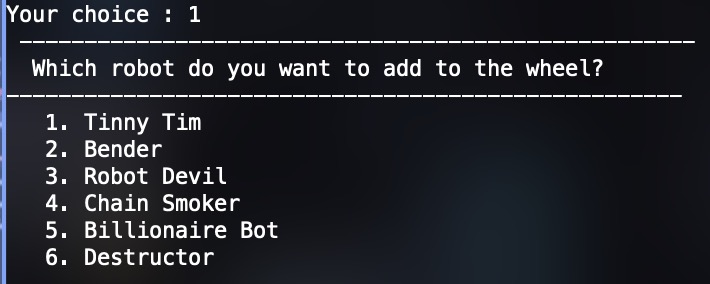 Your choice : 1
Which robot do you want to add to the wheel?
1. Tinny Tim
2. Bender
3. Robot Devil
4. Chain Smoker
5. Billionaire Bot
6. Destructor